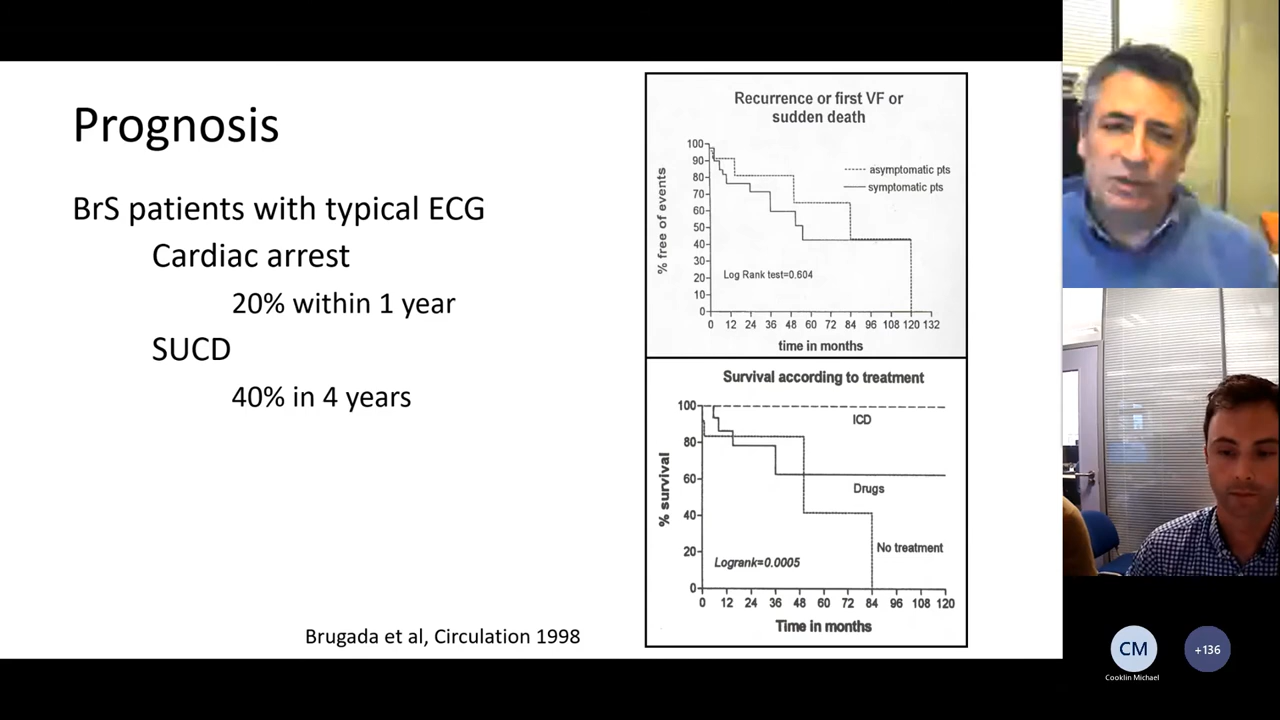 Prognosis
BrS patients with typical ECG
Cardiac arrest
20% within 1 year
SUCD
40% in 4 years
Brugada et al, Circulation 1998
Recurrence or first VF or
sudden death
% free of events
100
90
80
70
60
50
40
30
20
10
0
asymptomatic pts
symptomatic pts
Log Rank test=0.604
0 12 24 36 48 60 72 84 96 108 120 132
time in months
Survival according to treatment
% survival
100
80
60
40
20
0
ICD
Drugs
No treatment
Logrank=0.0005
0 12 24 36 48 60 72 84 96 108 120
Time in months
CM
Cooklin Michael
+136